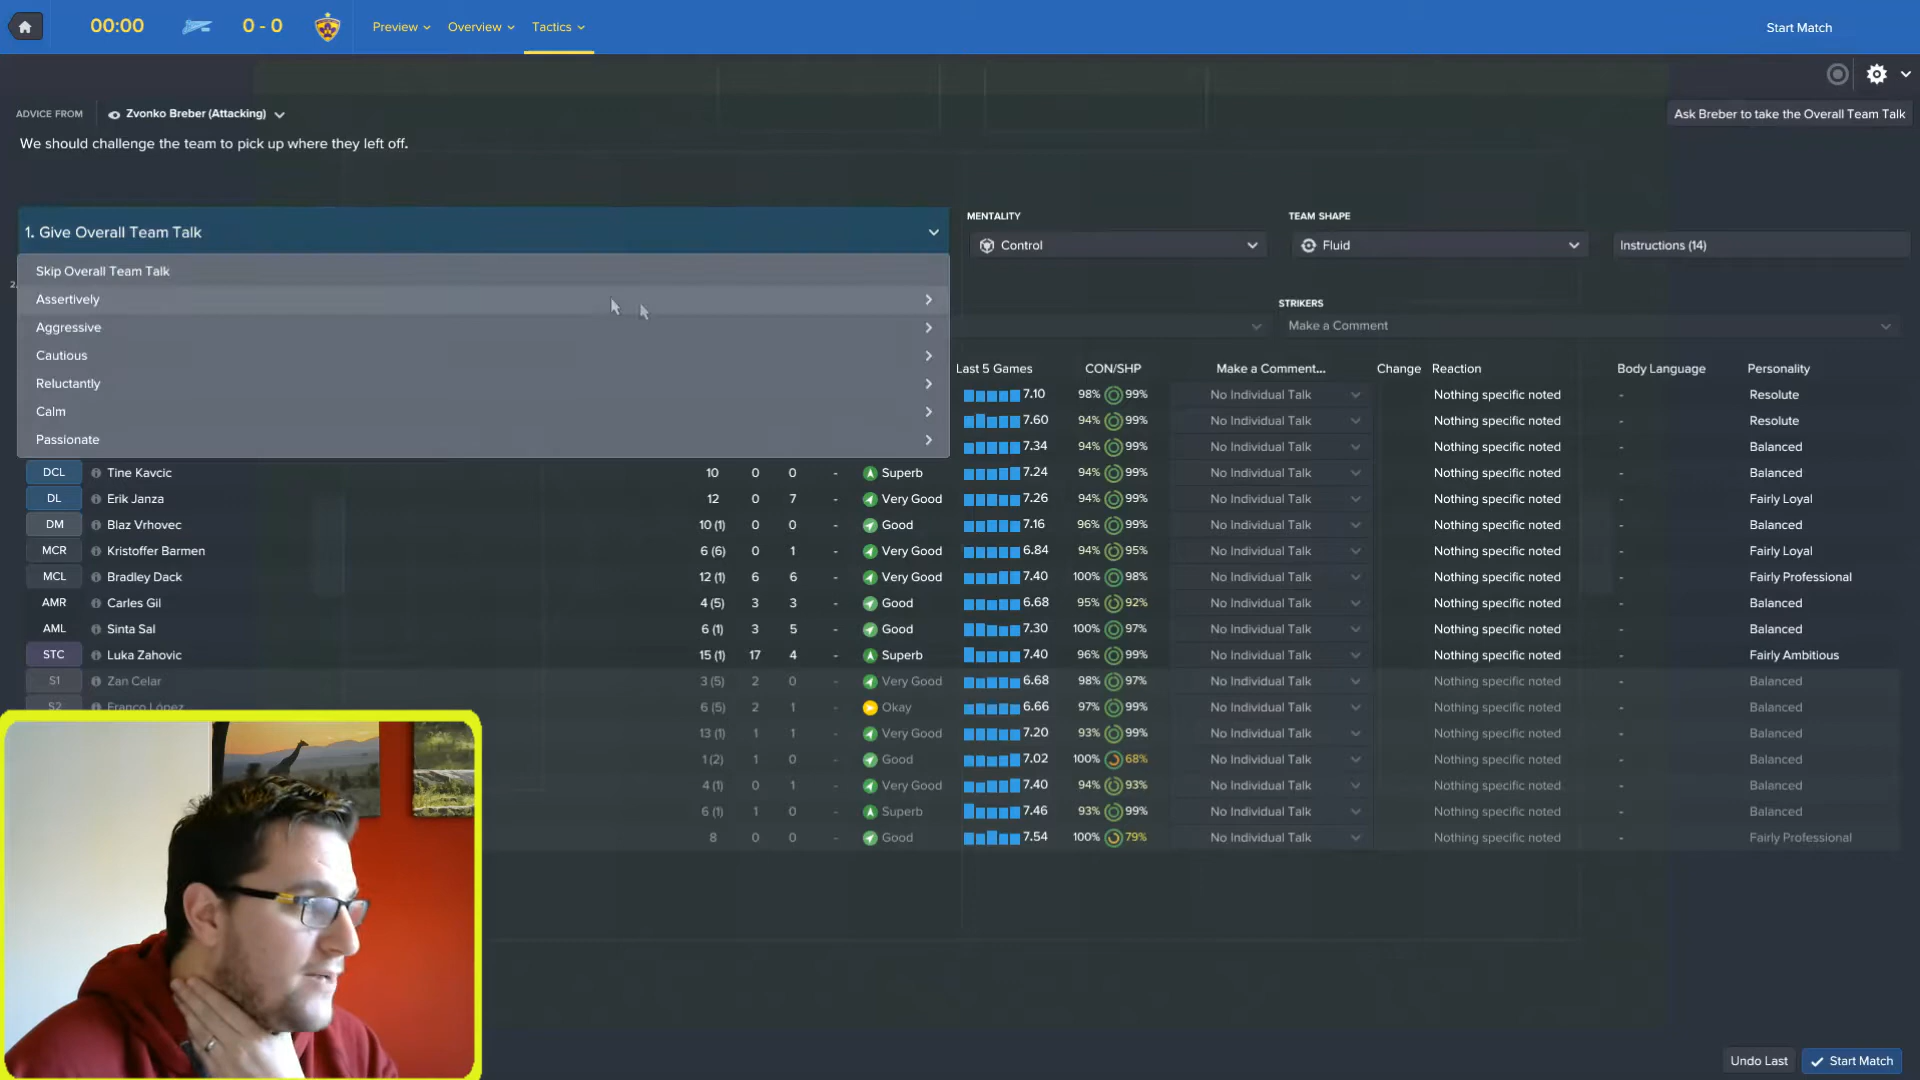 00:00
0 - 0
Preview
Overview
Tactics
Start Match
ADVICE FROM
Zvonko Breber (Attacking)
Ask Breber to take the Overall Team Talk
We should challenge the team to pick up where they left off.
1. Give Overall Team Talk
MENTALITY
Control
TEAM SHAPE
Fluid
Instructions (14)
Skip Overall Team Talk
Assertively
Aggressive
Cautious
Reluctantly
Calm
Passionate
STRIKERS
Make a Comment
Last 5 Games CON/SHP Make a Comment... Change Reaction Body Language Personality
7.10 98% 99% No Individual Talk Nothing specific noted - Resolute
7.60 94% 99% No Individual Talk Nothing specific noted - Resolute
7.34 94% 99% No Individual Talk Nothing specific noted - Balanced
DCL Tine Kavcic 10 0 0 - Superb 7.24 94% 99% No Individual Talk Nothing specific noted - Balanced
DL Erik Janza 12 0 7 - Very Good 7.26 94% 99% No Individual Talk Nothing specific noted - Fairly Loyal
DM Blaz Vrhovec 10 (1) 0 0 - Good 7.16 96% 99% No Individual Talk Nothing specific noted - Balanced
MCR Kristoffer Barmen 6 (6) 0 1 - Very Good 6.84 94% 95% No Individual Talk Nothing specific noted - Fairly Loyal
MCL Bradley Dack 12 (1) 6 6 - Very Good 7.40 100% 98% No Individual Talk Nothing specific noted - Fairly Professional
AMR Carles Gil 4 (5) 3 3 - Good 6.68 95% 92% No Individual Talk Nothing specific noted - Balanced
AML Sinta Sal 6 (1) 3 5 - Good 7.30 100% 97% No Individual Talk Nothing specific noted - Balanced
STC Luka Zahovic 15 (1) 17 4 - Superb 7.40 96% 99% No Individual Talk Nothing specific noted - Fairly Ambitious
S1 Zan Celar 3 (5) 2 0 - Very Good 6.68 98% 97% No Individual Talk Nothing specific noted - Balanced
S2 Franco López 6 (5) 2 1 - Okay 6.66 97% 99% No Individual Talk Nothing specific noted - Balanced
13 (1) 1 1 - Very Good 7.20 93% 99% No Individual Talk Nothing specific noted - Balanced
1 (2) 1 0 - Good 7.02 100% 68% No Individual Talk Nothing specific noted - Balanced
4 (1) 0 1 - Very Good 7.40 94% 93% No Individual Talk Nothing specific noted - Balanced
6 (1) 1 0 - Superb 7.46 93% 99% No Individual Talk Nothing specific noted - Balanced
8 0 0 - Good 7.54 100% 79% No Individual Talk Nothing specific noted - Fairly Professional
Undo Last
Start Match